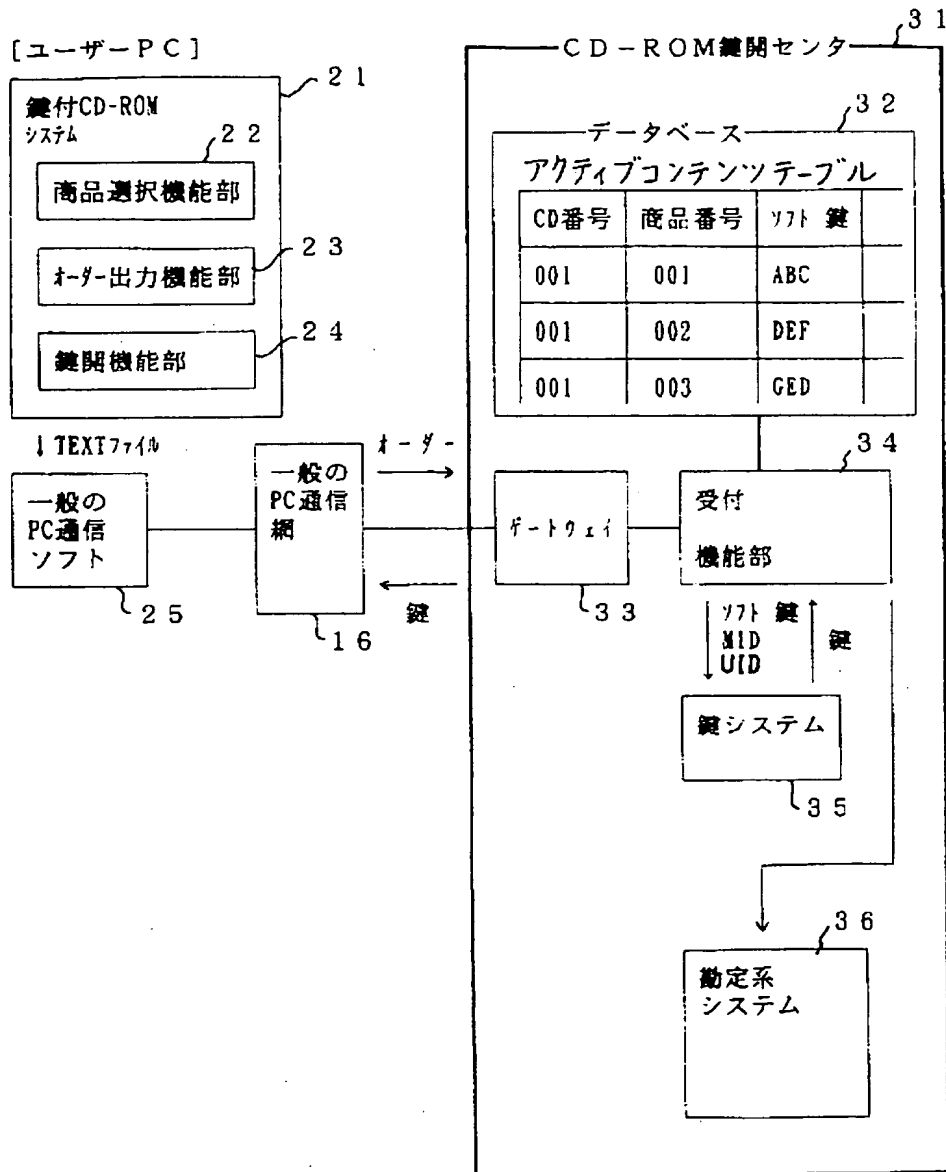 [ユーザーPC]
21
鍵付CD-ROM
システム
22
商品選択機能部
23
オーダー出力機能部
24
鍵開機能部
↓TEXTファイル
一般の
PC通信
ソフト
25
一般の
PC通信
網
16
オーダー
→
←
鍵
31
CD-ROM鍵開センタ
32
データベース
アクティブコンテンツテーブル
CD番号 商品番号 ソフト鍵
001 001 ABC
001 002 DEF
001 003 GED
ゲートウェイ
33
34
受付
機能部
ソフト鍵
MID
UID
鍵
鍵システム
35
36
勘定系
システム